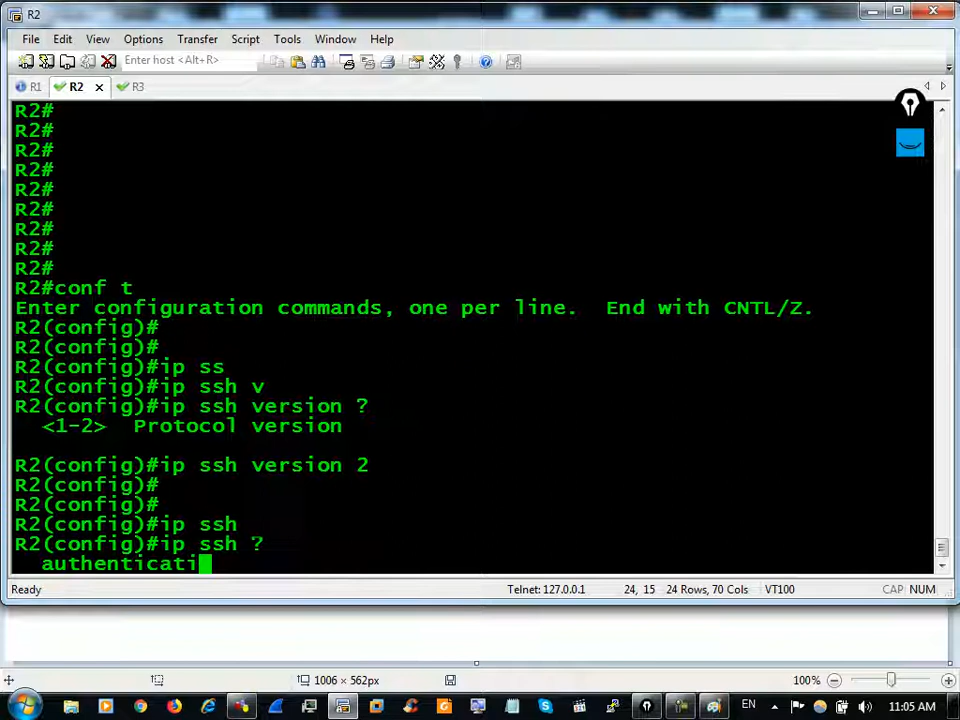 R2
File Edit View Options Transfer Script Tools Window Help
Enter host <Alt+R>
R1 R2 R3
R2#
R2#
R2#
R2#
R2#
R2#
R2#
R2#
R2#
R2#conf t
Enter configuration commands, one per line.  End with CNTL/Z.
R2(config)#
R2(config)#
R2(config)#ip ss
R2(config)#ip ssh v
R2(config)#ip ssh version ?
<1-2>  Protocol version
R2(config)#ip ssh version 2
R2(config)#
R2(config)#
R2(config)#ip ssh
R2(config)#ip ssh ?
authenticati
Ready Telnet: 127.0.0.1 24, 15 24 Rows, 70 Cols VT100 CAP NUM
1006 × 562px 100%
EN 11:05 AM